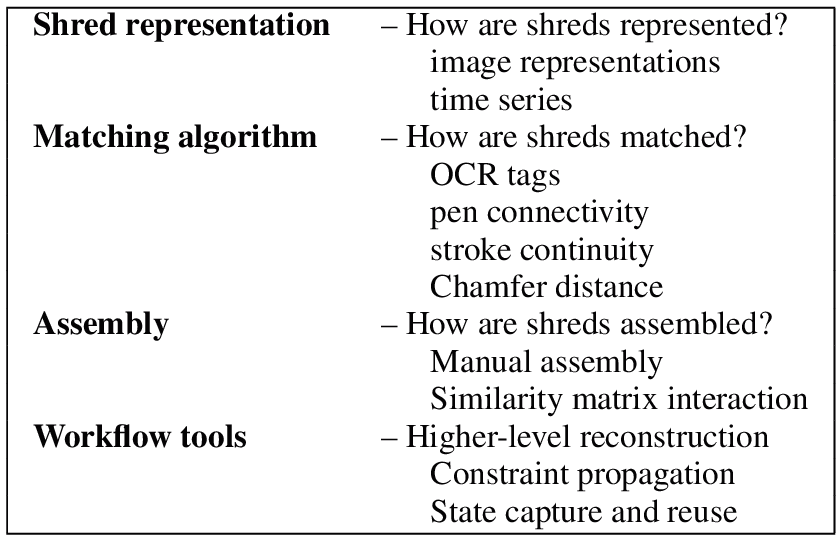 Shred representation – How are shreds represented?
image representations
time series
Matching algorithm – How are shreds matched?
OCR tags
pen connectivity
stroke continuity
Chamfer distance
Assembly – How are shreds assembled?
Manual assembly
Similarity matrix interaction
Workflow tools – Higher-level reconstruction
Constraint propagation
State capture and reuse